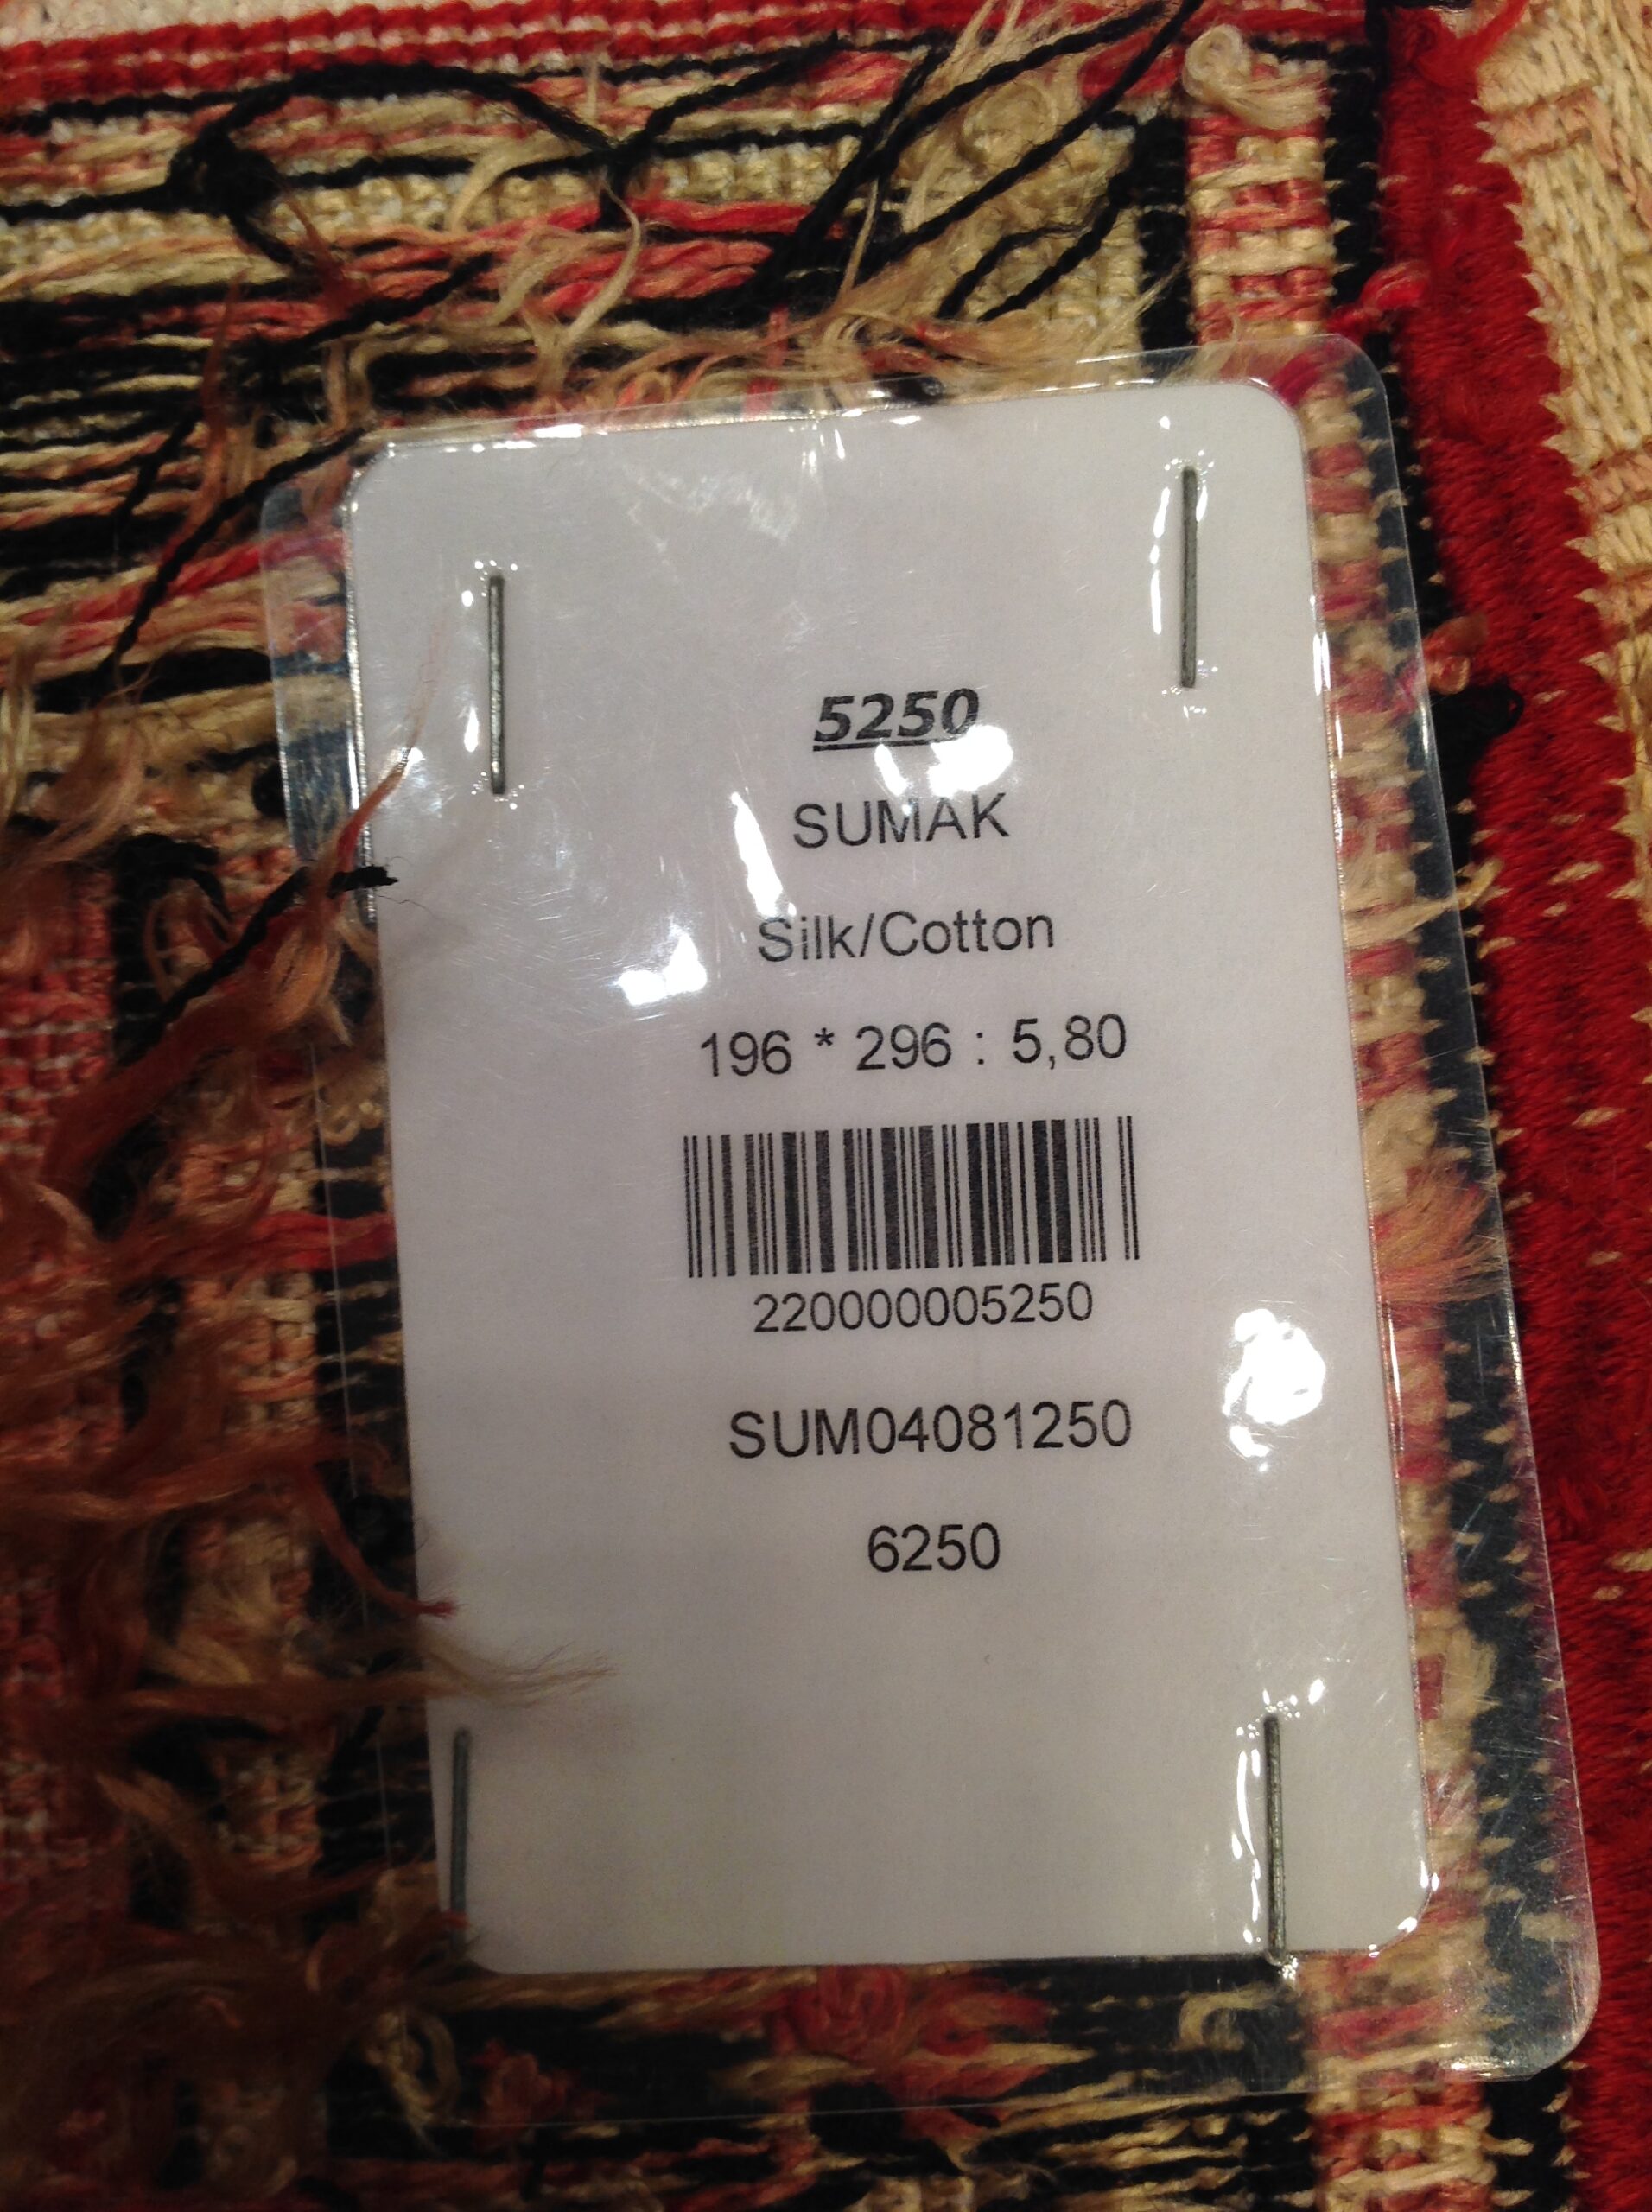 5250
SUMAK
Silk/Cotton
196 * 296 : 5,80
220000005250
SUM04081250
6250